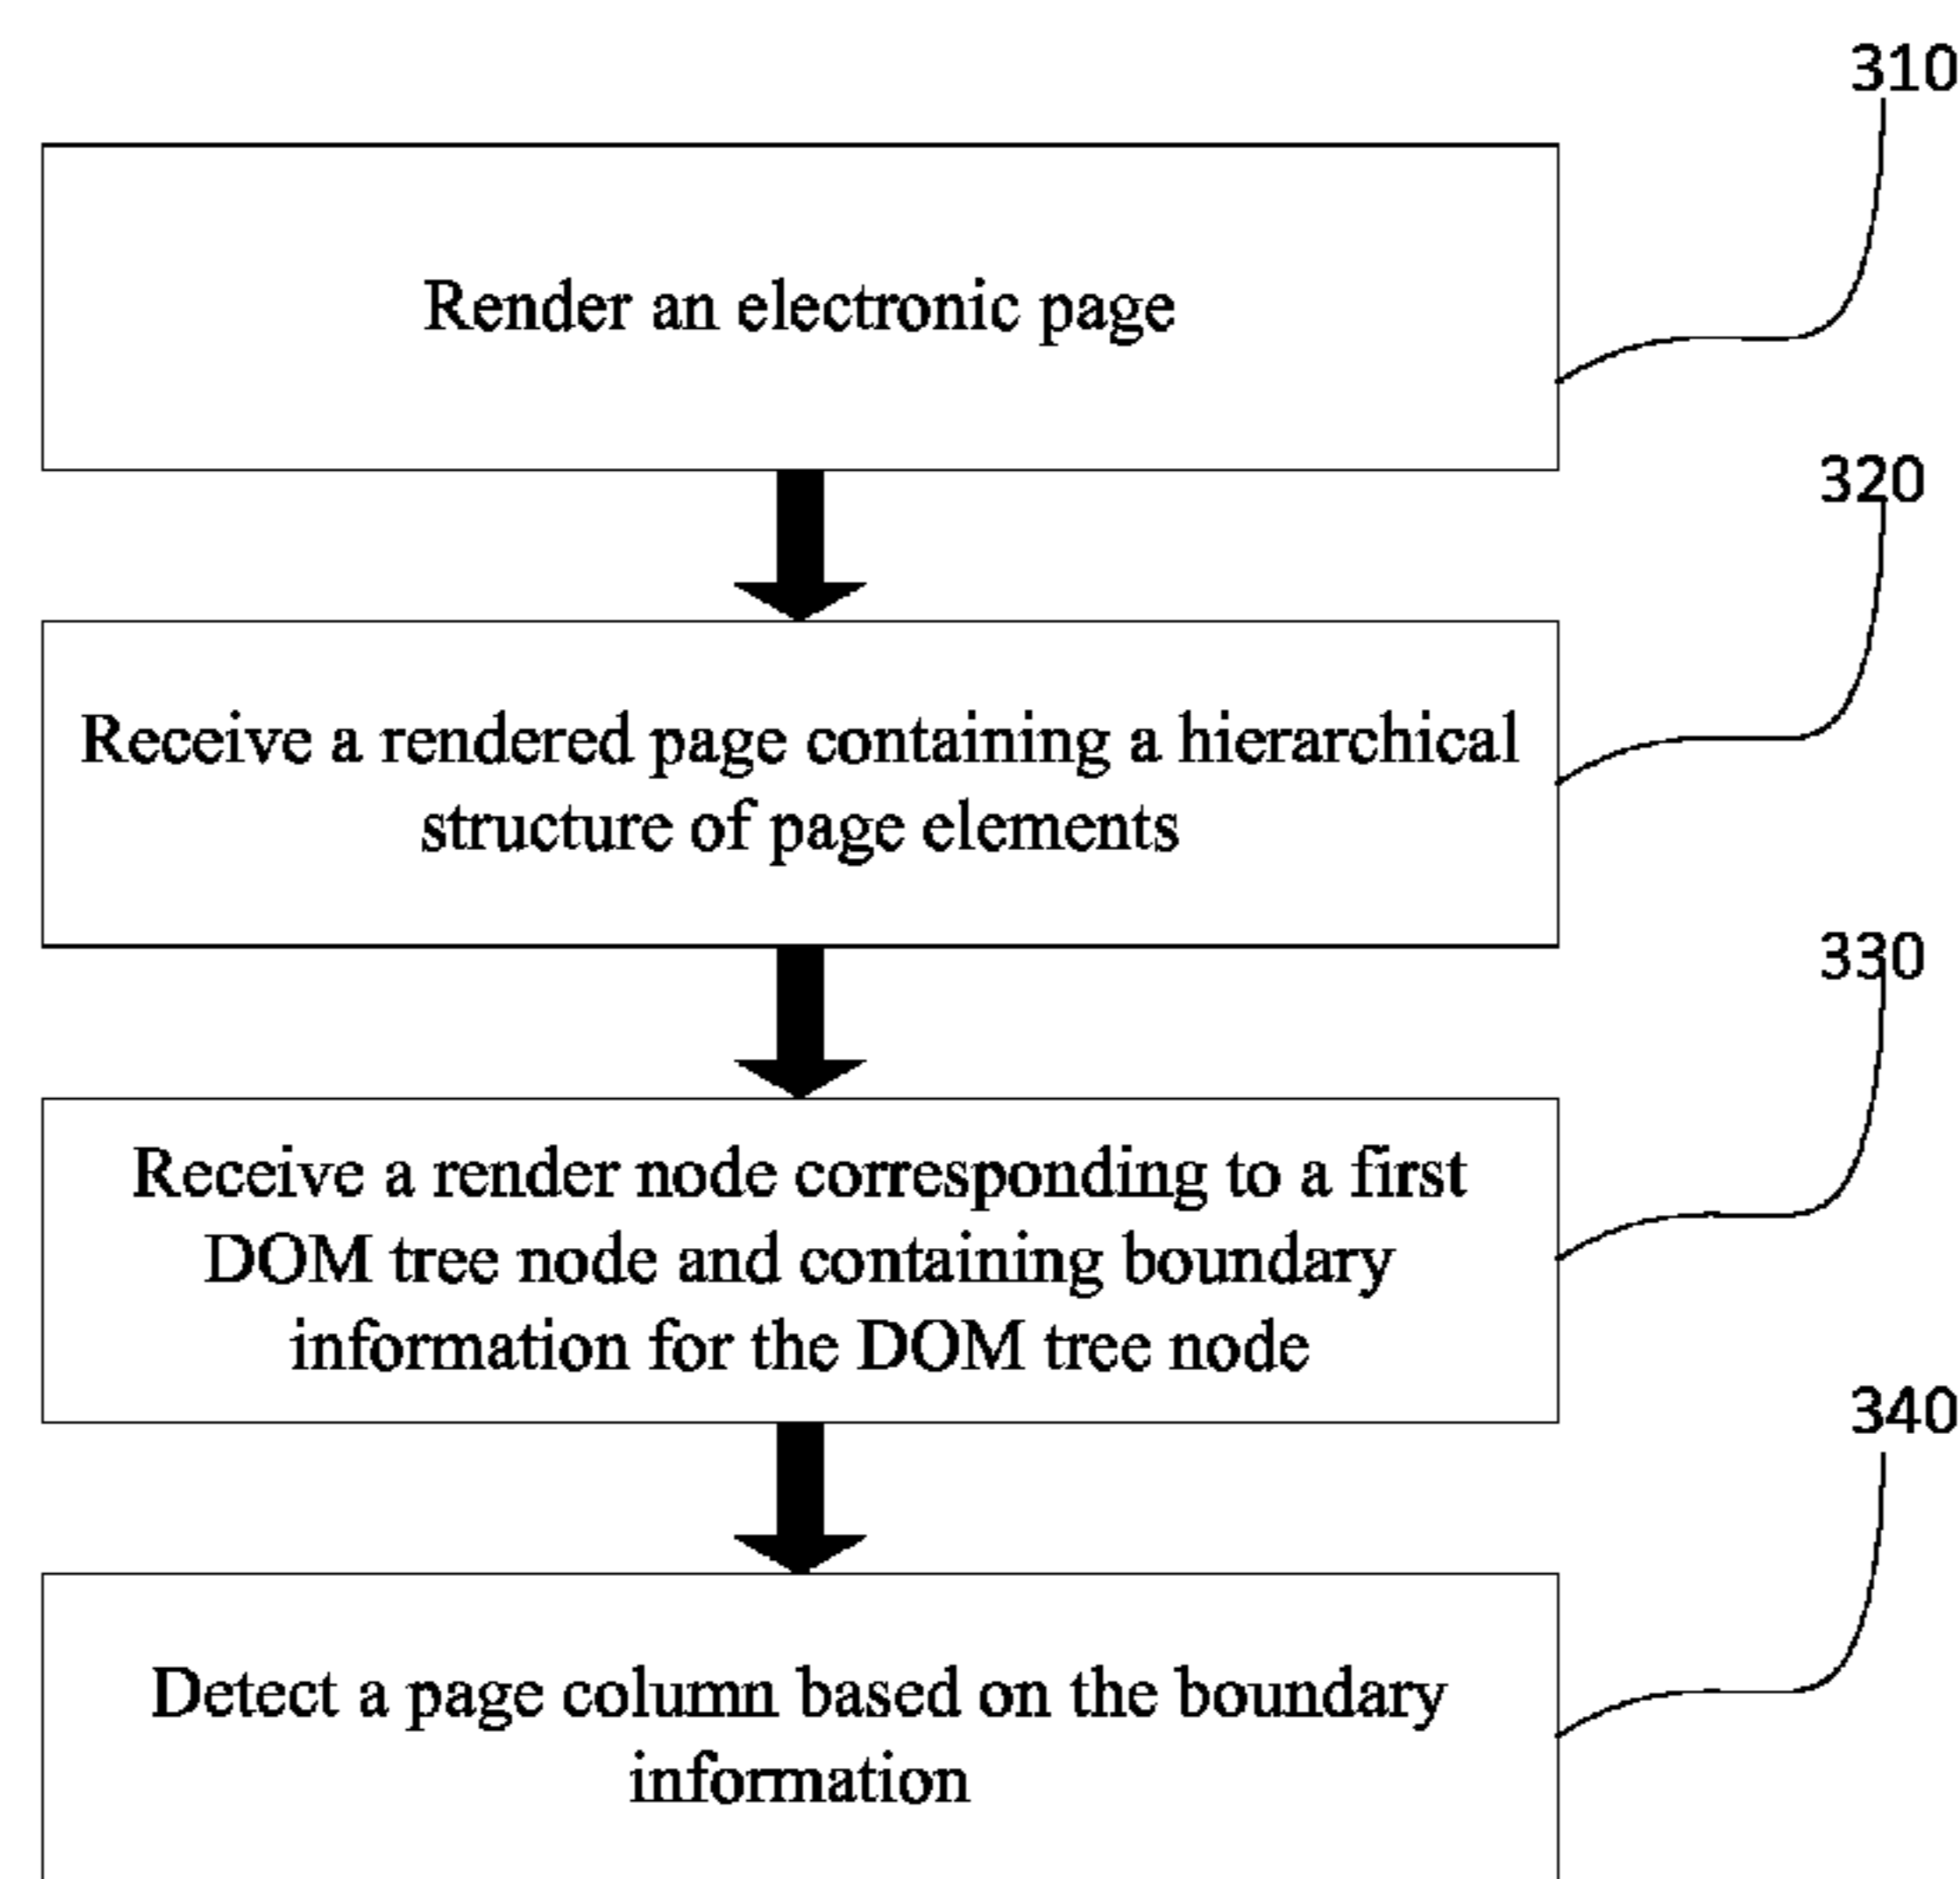 310
Render an electronic page
320
Receive a rendered page containing a hierarchical
structure of page elements
330
Receive a render node corresponding to a first
DOM tree node and containing boundary
information for the DOM tree node
340
Detect a page column based on the boundary
information